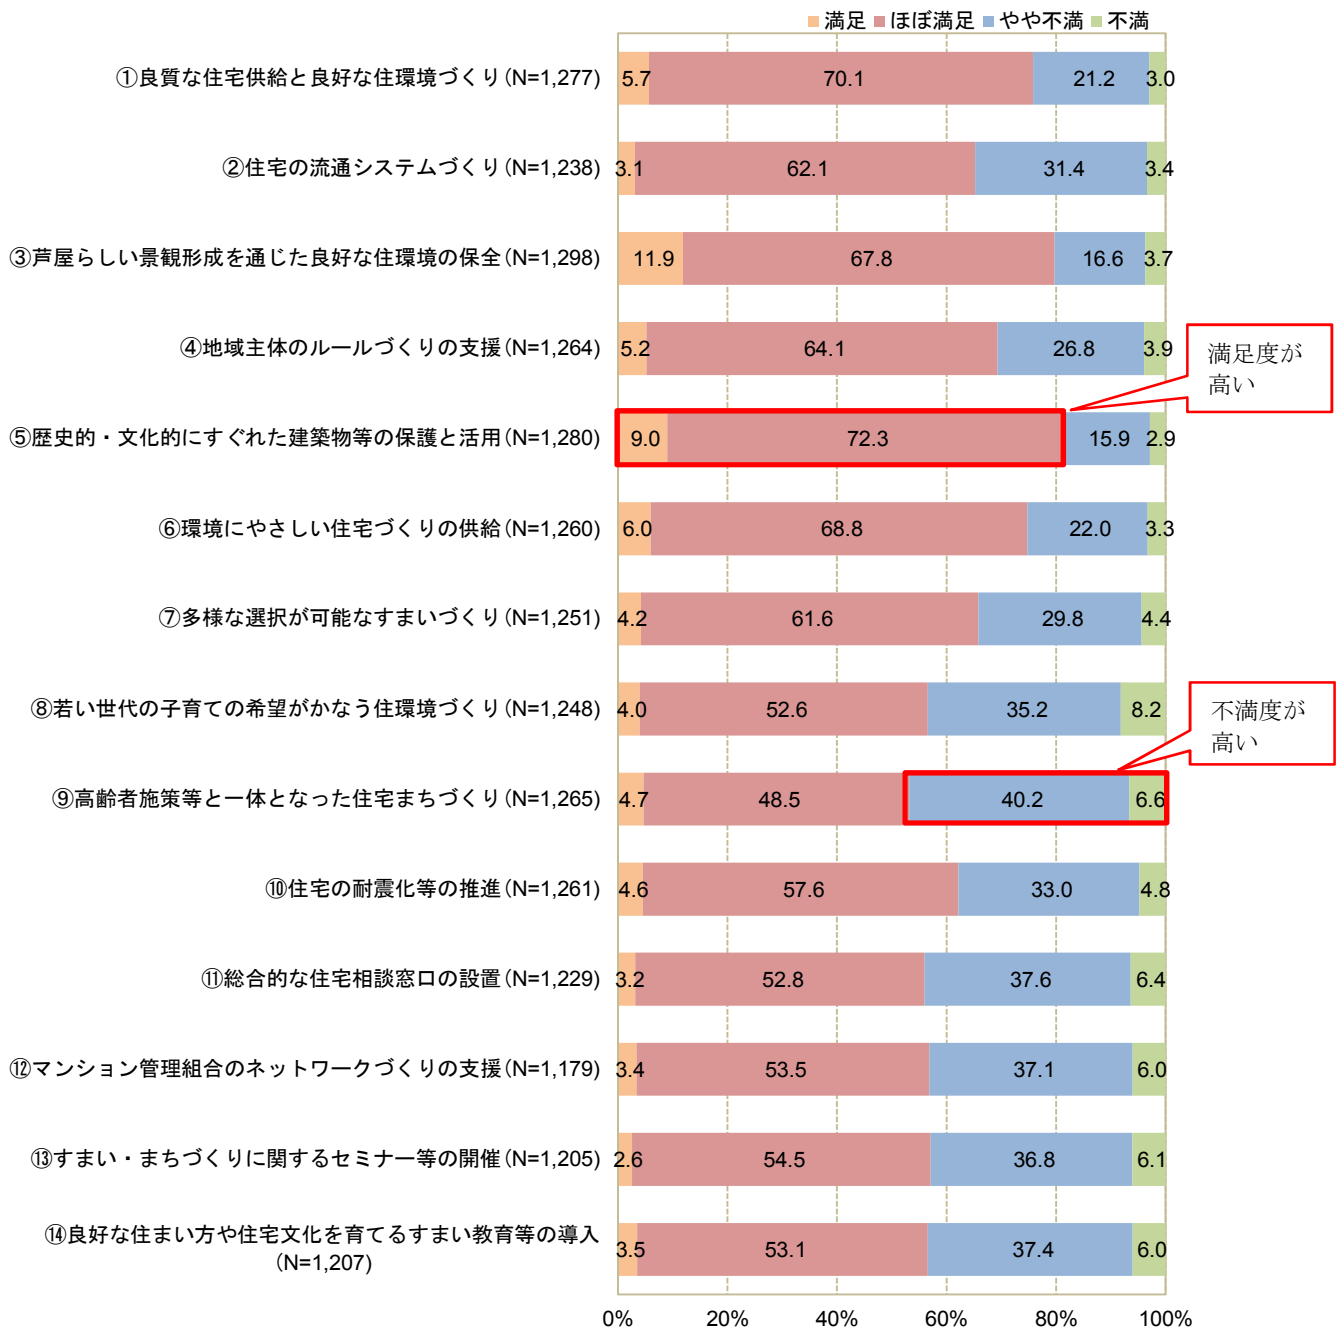 満足 ほぼ満足 やや不満 不満
①良質な住宅供給と良好な住環境づくり(N=1,277) 5.7 70.1 21.2 3.0
②住宅の流通システムづくり(N=1,238) 3.1 62.1 31.4 3.4
③芦屋らしい景観形成を通じた良好な住環境の保全(N=1,298) 11.9 67.8 16.6 3.7
④地域主体のルールづくりの支援(N=1,264) 5.2 64.1 26.8 3.9
満足度が
高い
⑤歴史的・文化的にすぐれた建築物等の保護と活用(N=1,280) 9.0 72.3 15.9 2.9
⑥環境にやさしい住宅づくりの供給(N=1,260) 6.0 68.8 22.0 3.3
⑦多様な選択が可能なすまいづくり(N=1,251) 4.2 61.6 29.8 4.4
⑧若い世代の子育ての希望がかなう住環境づくり(N=1,248) 4.0 52.6 35.2 8.2
不満度が
高い
⑨高齢者施策等と一体となった住宅まちづくり(N=1,265) 4.7 48.5 40.2 6.6
⑩住宅の耐震化等の推進(N=1,261) 4.6 57.6 33.0 4.8
⑪総合的な住宅相談窓口の設置(N=1,229) 3.2 52.8 37.6 6.4
⑫マンション管理組合のネットワークづくりの支援(N=1,179) 3.4 53.5 37.1 6.0
⑬すまい・まちづくりに関するセミナー等の開催(N=1,205) 2.6 54.5 36.8 6.1
⑭良好な住まい方や住宅文化を育てるすまい教育等の導入
(N=1,207) 3.5 53.1 37.4 6.0
0% 20% 40% 60% 80% 100%